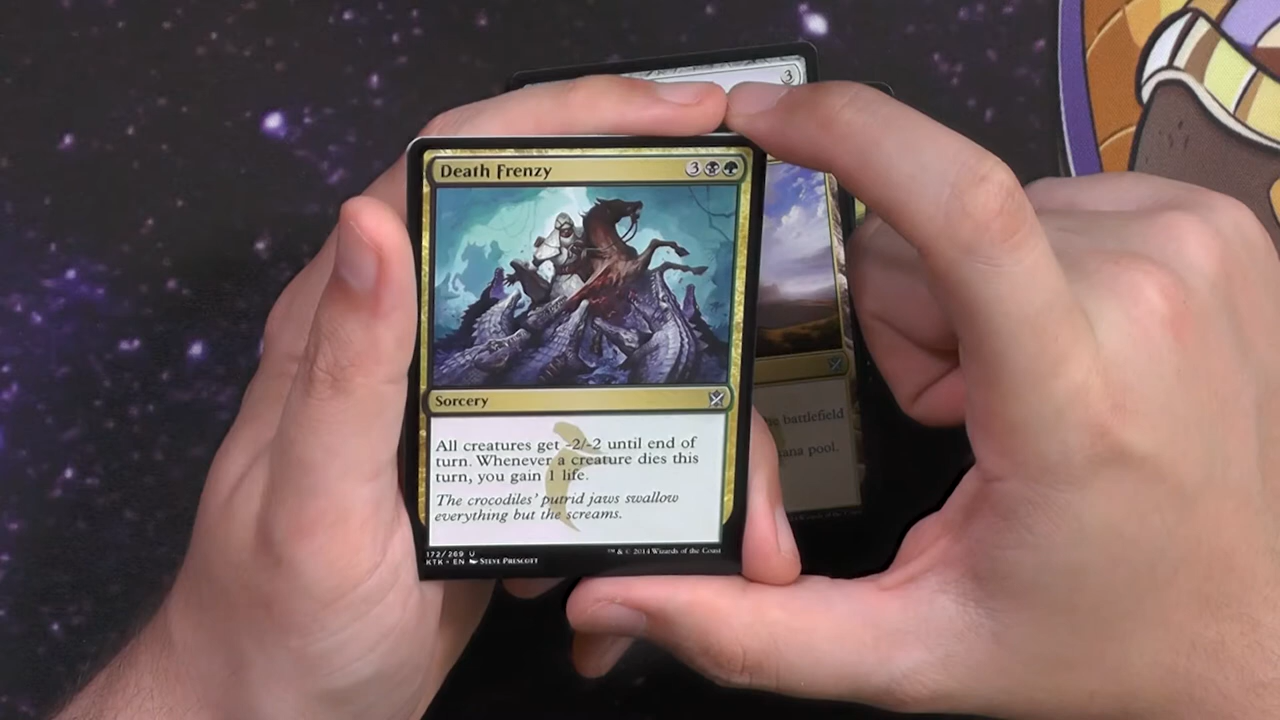 3
Death Frenzy 3
Sorcery
All creatures get -2/-2 until end of
turn. Whenever a creature dies this
turn, you gain 1 life.
The crocodiles' putrid jaws swallow
everything but the screams.
172/269 U
KTK • EN Steve Prescott
™ & © 2014 Wizards of the Coast
battlefield
mana pool.